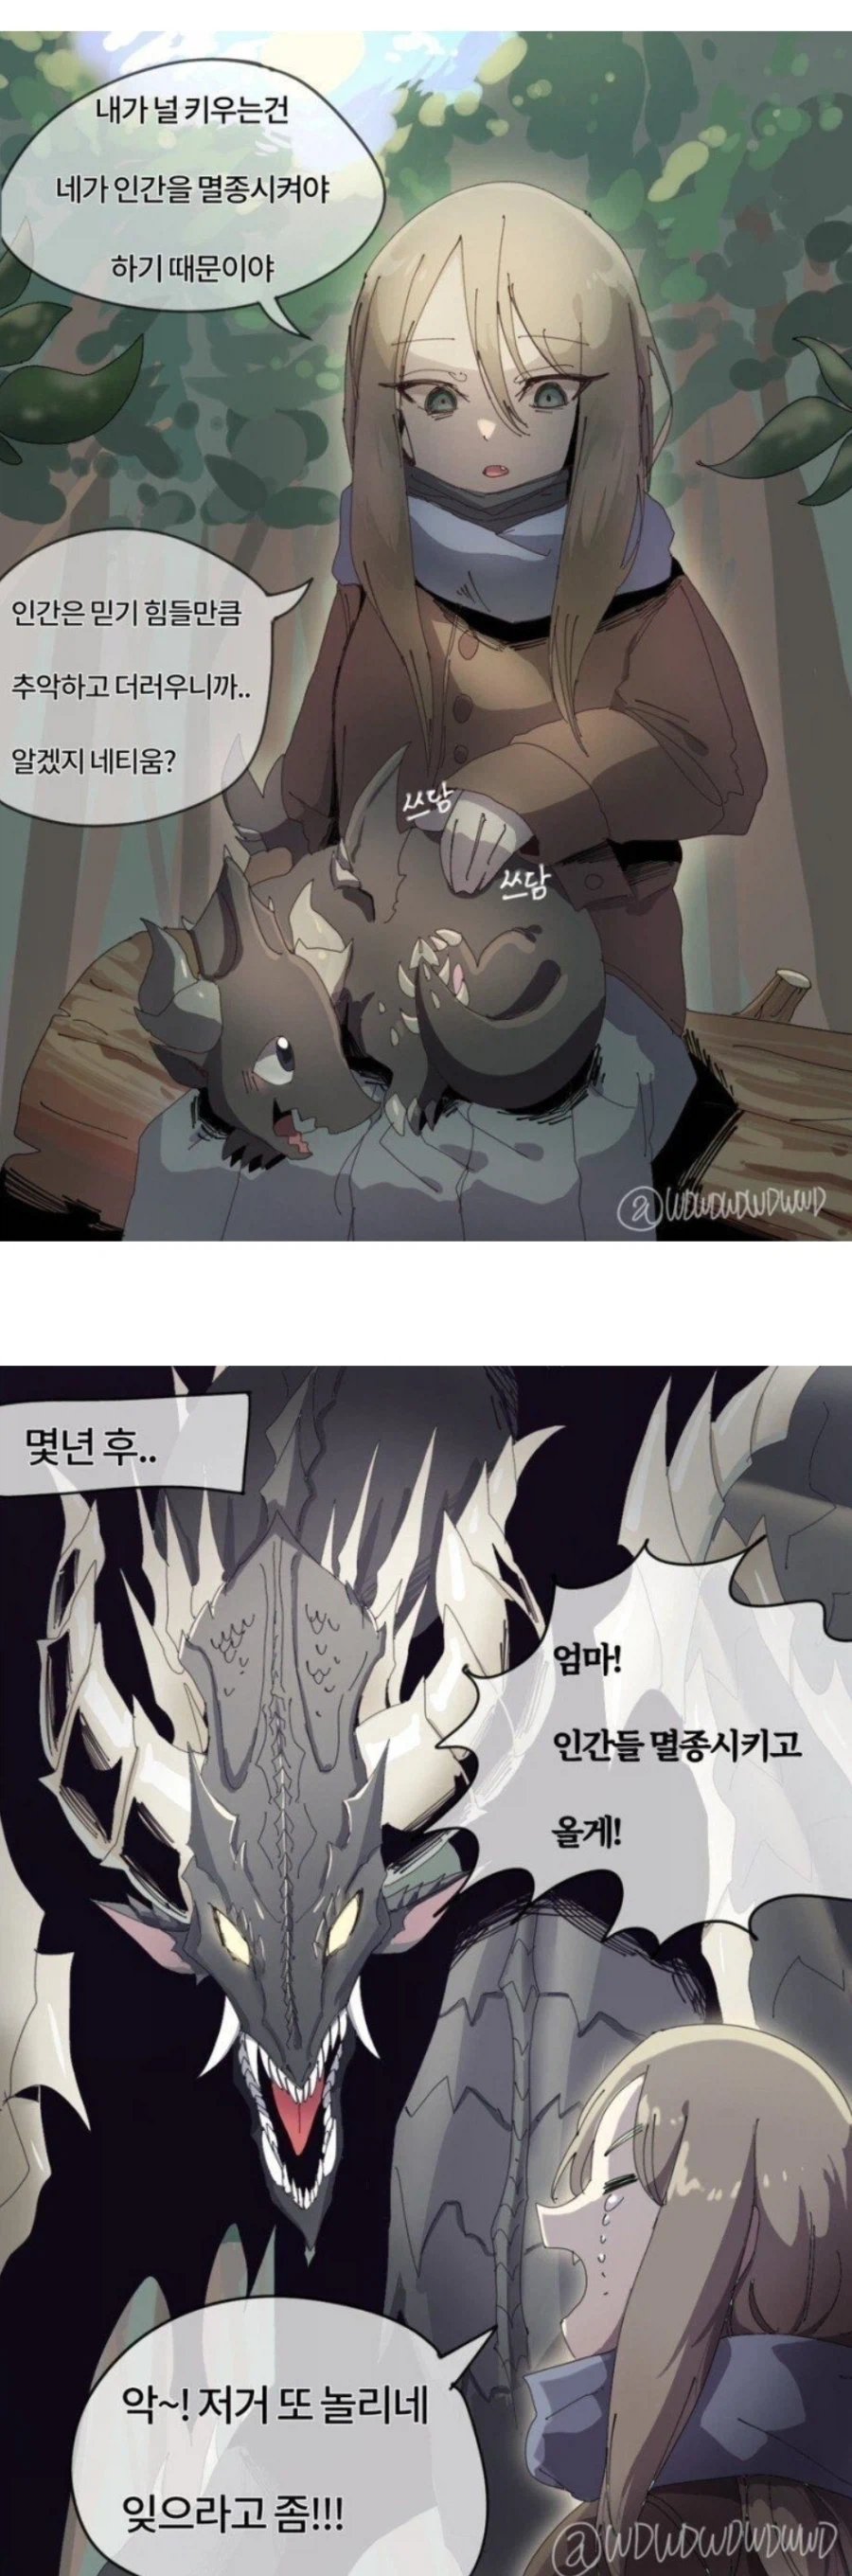 내가 널 키우는건
네가 인간을 멸종시켜야
하기 때문이야
인간은 믿기 힘들만큼
추악하고 더러우니까..
알겠지 네티움?
쓰담
쓰담
@WDWDWDWDWWD
몇년 후..
엄마!
인간들 멸종시키고
올게!
악~! 저거 또 놀리네
잊으라고 좀!!!
@WDWDWDWDWWD